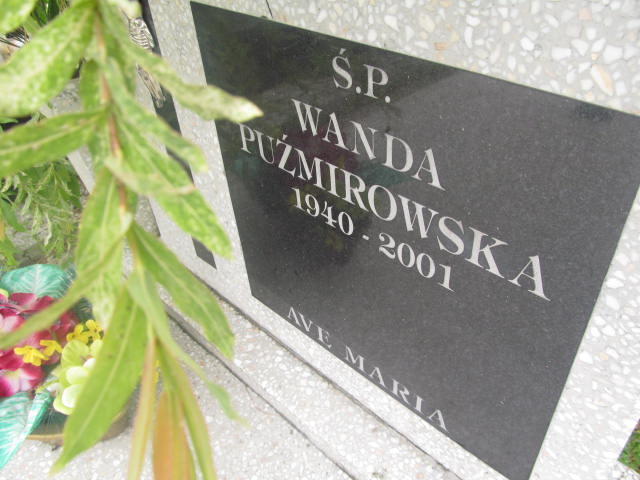 Ś.P.
WANDA
PUŹMIROWSKA
1940 - 2001
AVE MARIA